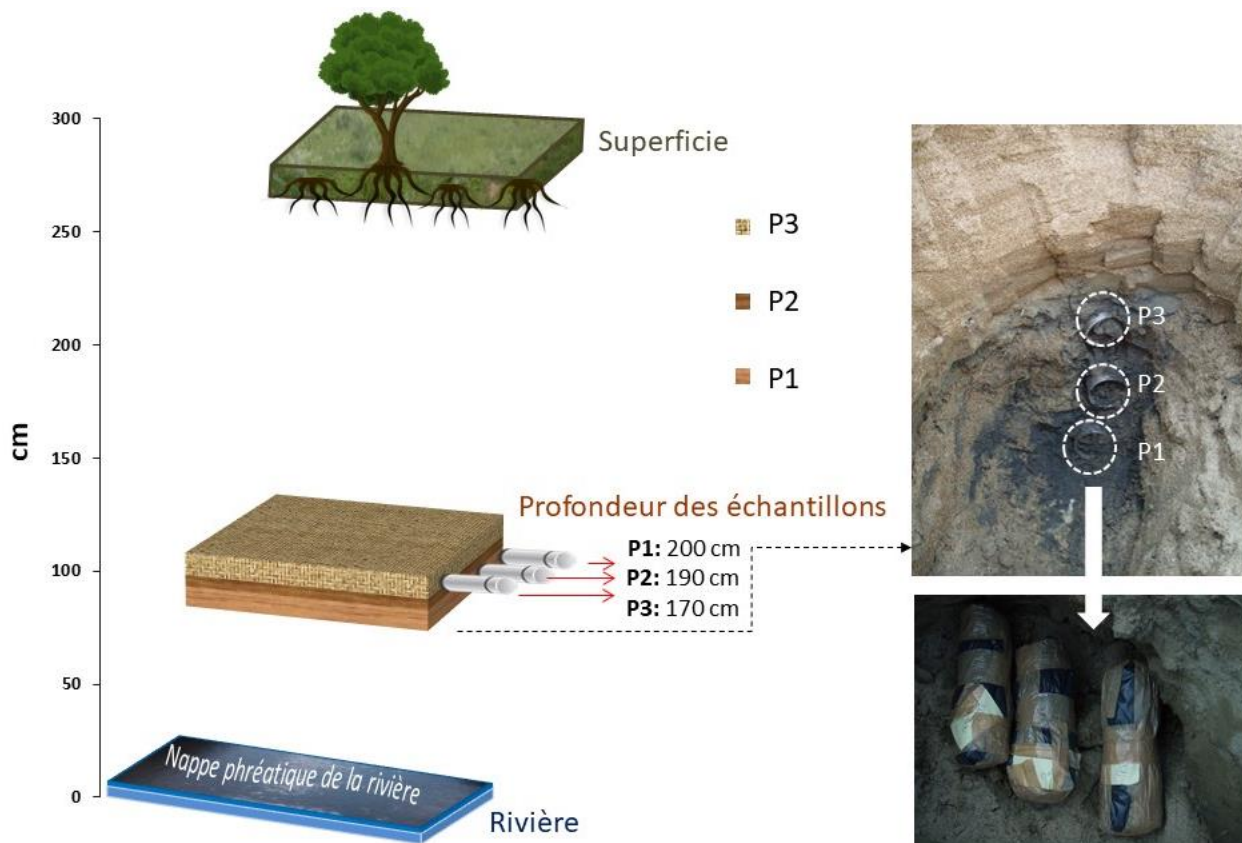 300
250
200
150
100
50
0
cm
Superficie
P3
P2
P1
Profondeur des échantillons
P1: 200 cm
P2: 190 cm
P3: 170 cm
Nappe phréatique de la rivière
Rivière
P3
P2
P1